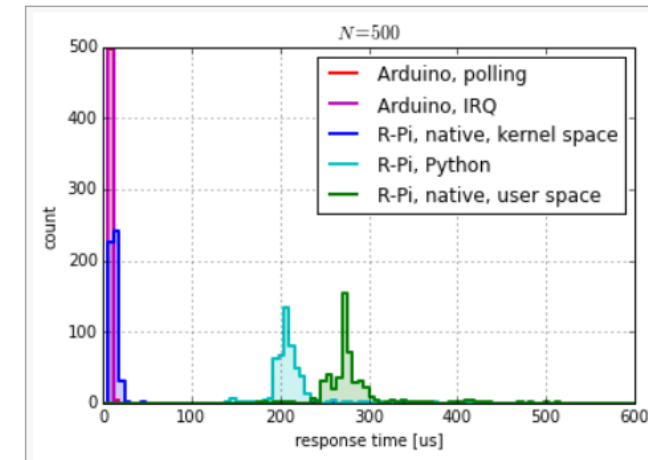 N=500
500
400
300
200
100
0
count
Arduino, polling
Arduino, IRQ
R-Pi, native, kernel space
R-Pi, Python
R-Pi, native, user space
0 100 200 300 400 500 600
response time [us]